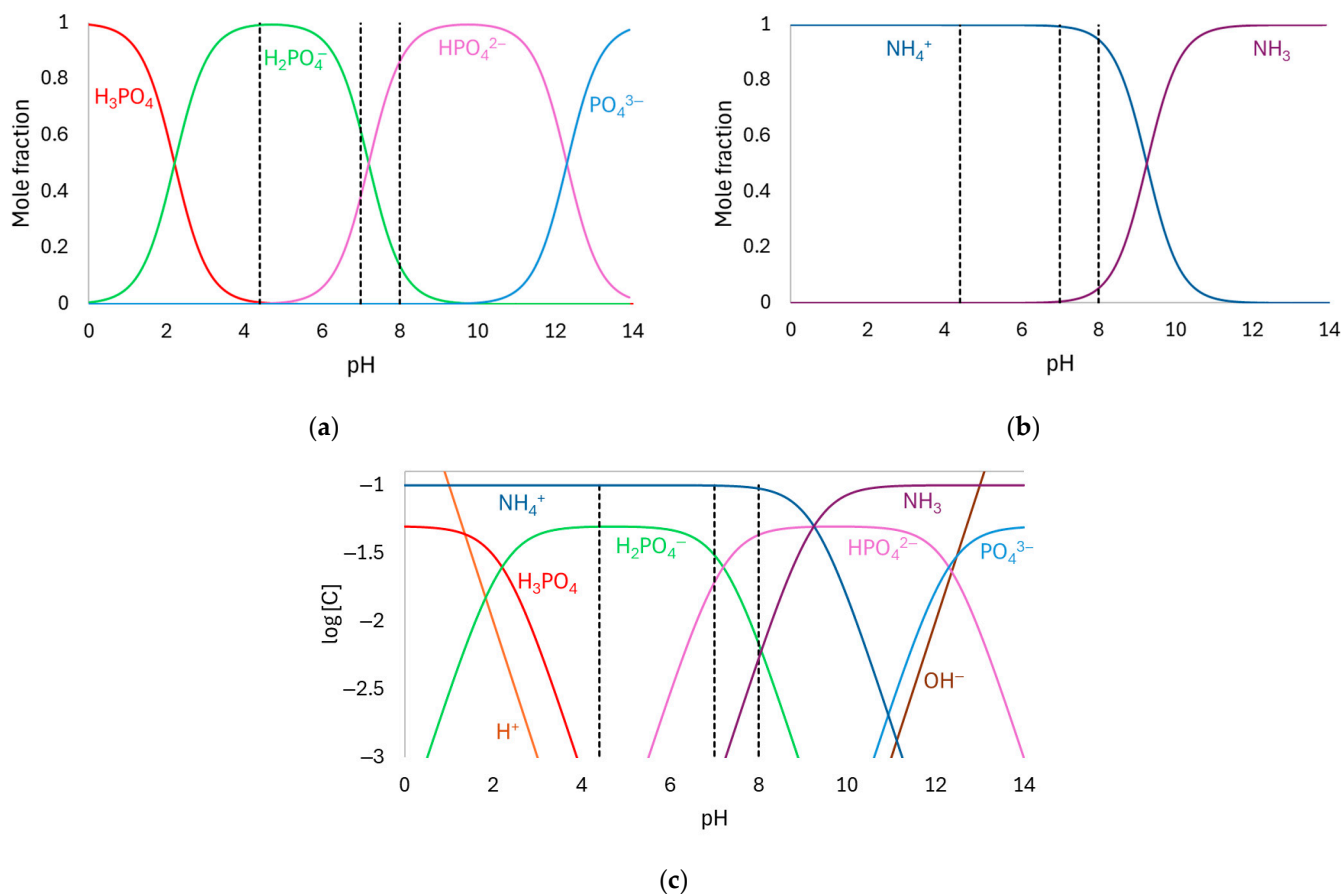 Mole fraction
1
0.8
0.6
0.4
0.2
0
H₃PO₄
H₂PO₄⁻
HPO₄²⁻
PO₄³⁻
0 2 4 6 8 10 12 14
pH
(a)
Mole fraction
1
0.8
0.6
0.4
0.2
0
NH₄⁺
NH₃
0 2 4 6 8 10 12 14
pH
(b)
log[C]
−1
−1.5
−2
−2.5
−3
NH₄⁺
NH₃
H₂PO₄⁻
HPO₄²⁻
PO₄³⁻
H₃PO₄
OH⁻
H⁺
0 2 4 6 8 10 12 14
pH
(c)